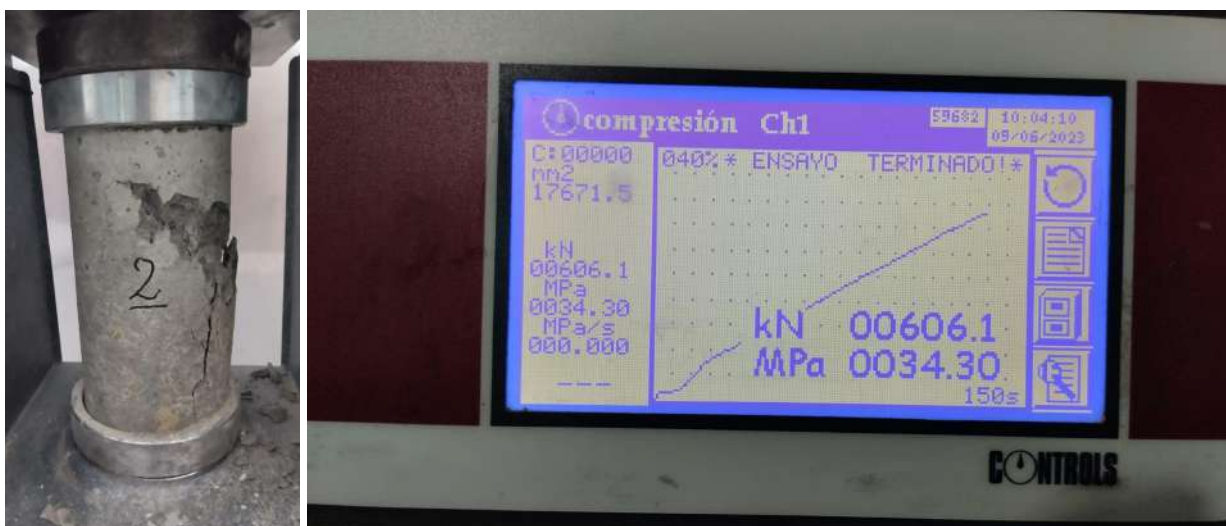 2
compresión Ch1
59682
10:04:10
09/06/2023
C:00000
mm2
17671.5
kN
00606.1
MPa
0034.30
MPa/s
000.000
---
040% * ENSAYO TERMINADO! *
kN 00606.1
MPa 0034.30
150s
CONTROLS